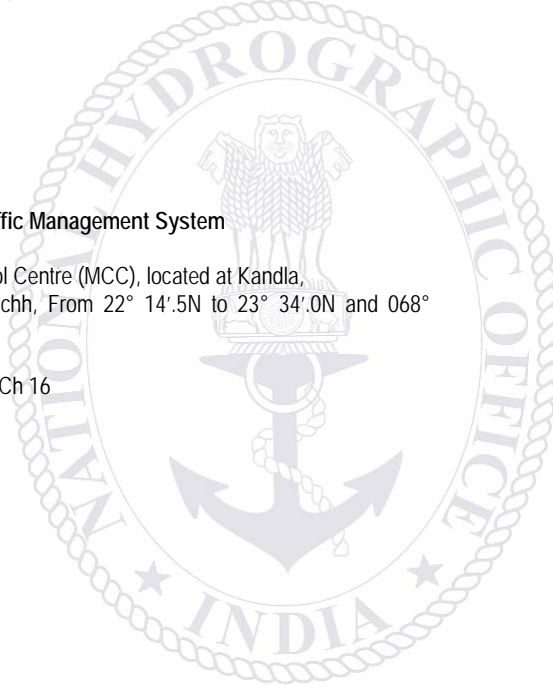 NATIONAL HYDROGRAPHIC OFFICE
ffic Management System
ol Centre (MCC), located at Kandla,
chh, From 22° 14'.5N to 23° 34'.0N and 068°
Ch 16
INDIA